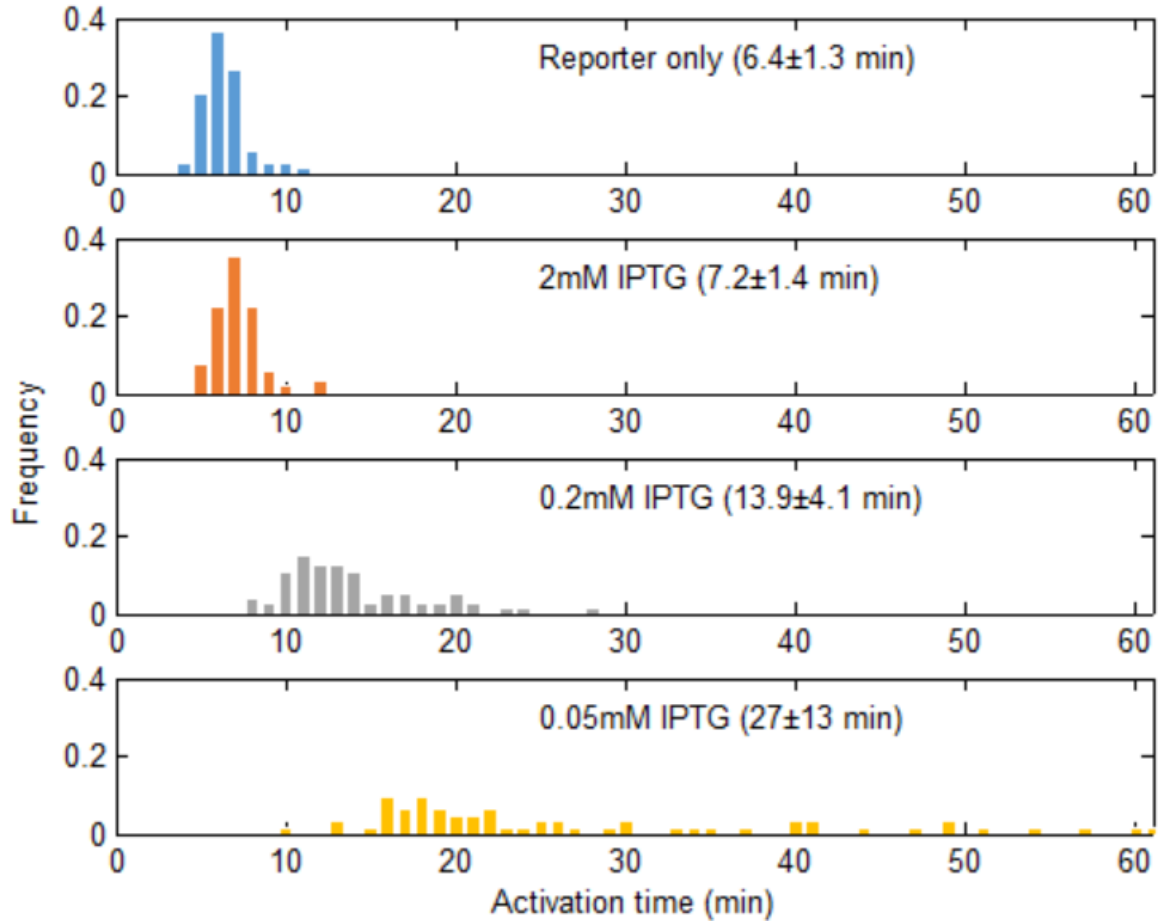 0.4
Reporter only (6.4±1.3 min)
0.2
0
0 10 20 30 40 50 60
0.4
2mM IPTG (7.2±1.4 min)
0.2
0
0 10 20 30 40 50 60
Frequency
0.4
0.2mM IPTG (13.9±4.1 min)
0.2
0
0 10 20 30 40 50 60
0.4
0.05mM IPTG (27±13 min)
0.2
0
0 10 20 30 40 50 60
Activation time (min)